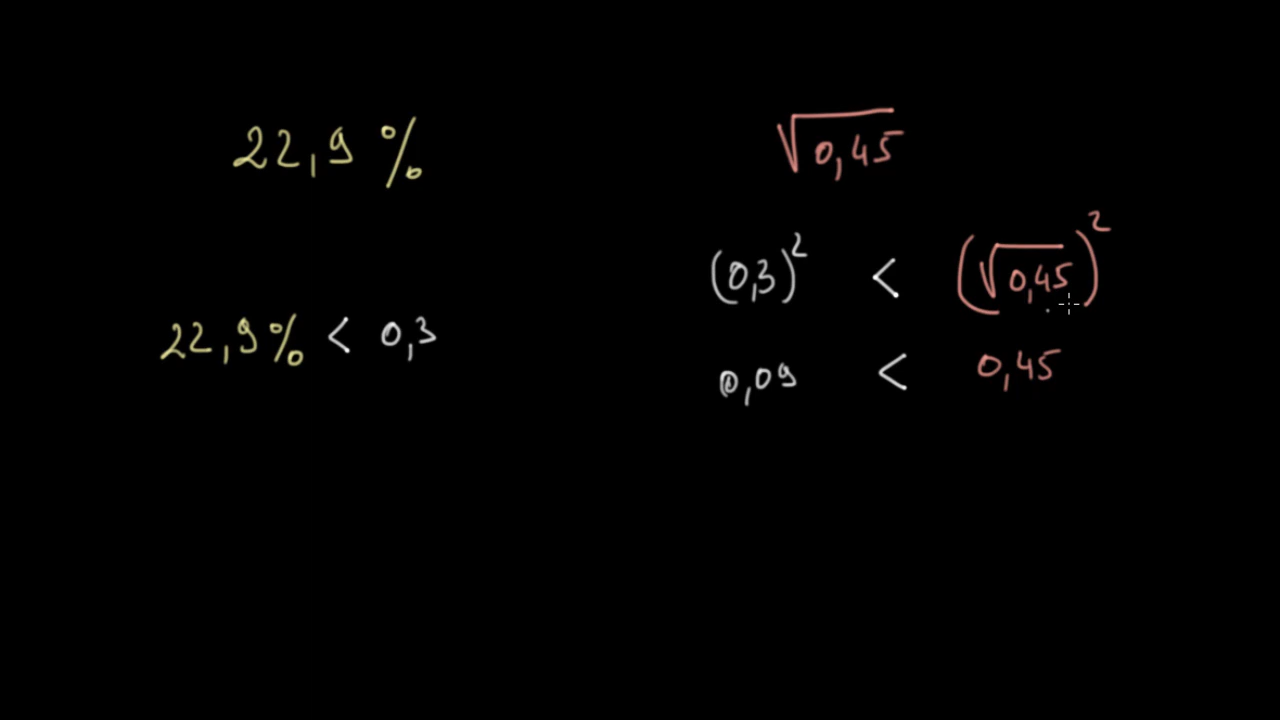 22,9 %
√0,45
(0,3)² < (√0,45)²
22,9% < 0,3
0,09 < 0,45